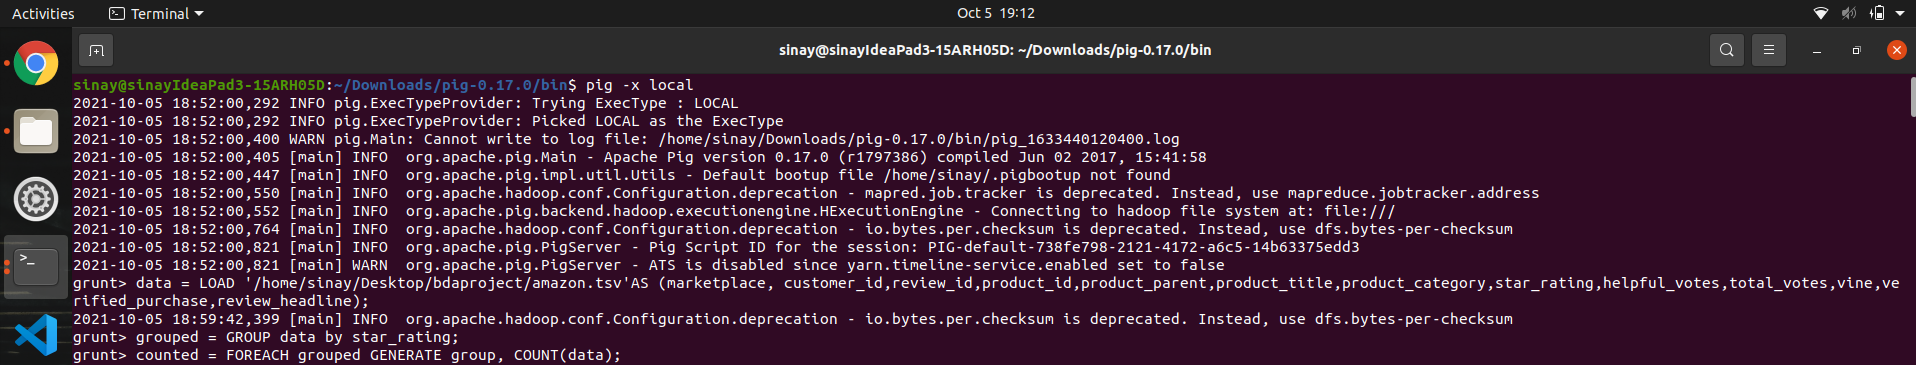 Activities
Terminal
Oct 5 19:12
sinay@sinayIdeaPad3-15ARH05D: ~/Downloads/pig-0.17.0/bin
sinay@sinayIdeaPad3-15ARH05D:~/Downloads/pig-0.17.0/bin$ pig -x local
2021-10-05 18:52:00,292 INFO pig.ExecTypeProvider: Trying ExecType : LOCAL
2021-10-05 18:52:00,292 INFO pig.ExecTypeProvider: Picked LOCAL as the ExecType
2021-10-05 18:52:00,400 WARN pig.Main: Cannot write to log file: /home/sinay/Downloads/pig-0.17.0/bin/pig_1633440120400.log
2021-10-05 18:52:00,405 [main] INFO  org.apache.pig.Main - Apache Pig version 0.17.0 (r1797386) compiled Jun 02 2017, 15:41:58
2021-10-05 18:52:00,447 [main] INFO  org.apache.pig.impl.util.Utils - Default bootup file /home/sinay/.pigbootup not found
2021-10-05 18:52:00,550 [main] INFO  org.apache.hadoop.conf.Configuration.deprecation - mapred.job.tracker is deprecated. Instead, use mapreduce.jobtracker.address
2021-10-05 18:52:00,552 [main] INFO  org.apache.pig.backend.hadoop.executionengine.HExecutionEngine - Connecting to hadoop file system at: file:///
2021-10-05 18:52:00,764 [main] INFO  org.apache.hadoop.conf.Configuration.deprecation - io.bytes.per.checksum is deprecated. Instead, use dfs.bytes-per-checksum
2021-10-05 18:52:00,821 [main] INFO  org.apache.pig.PigServer - Pig Script ID for the session: PIG-default-738fe798-2121-4172-a6c5-14b63375edd3
2021-10-05 18:52:00,821 [main] WARN  org.apache.pig.PigServer - ATS is disabled since yarn.timeline-service.enabled set to false
grunt> data = LOAD '/home/sinay/Desktop/bdaproject/amazon.tsv'AS (marketplace, customer_id,review_id,product_id,product_parent,product_title,product_category,star_rating,helpful_votes,total_votes,vine,ve
rified_purchase,review_headline);
2021-10-05 18:59:42,399 [main] INFO  org.apache.hadoop.conf.Configuration.deprecation - io.bytes.per.checksum is deprecated. Instead, use dfs.bytes-per-checksum
grunt> grouped = GROUP data by star_rating;
grunt> counted = FOREACH grouped GENERATE group, COUNT(data);